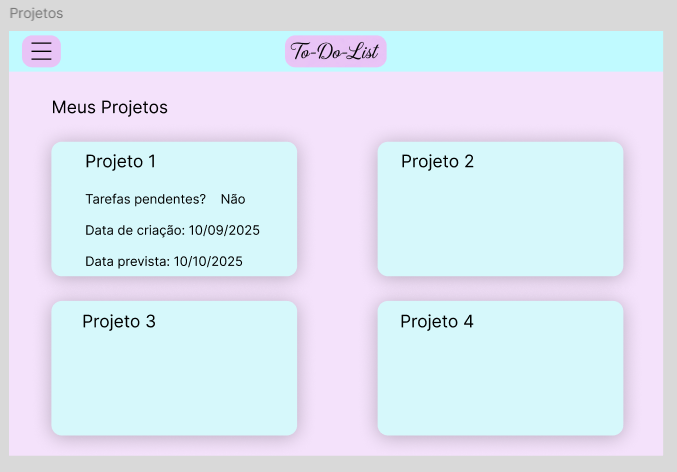 Projetos
To-Do-List
Meus Projetos
Projeto 1
Tarefas pendentes? Não
Data de criação: 10/09/2025
Data prevista: 10/10/2025
Projeto 2
Projeto 3
Projeto 4